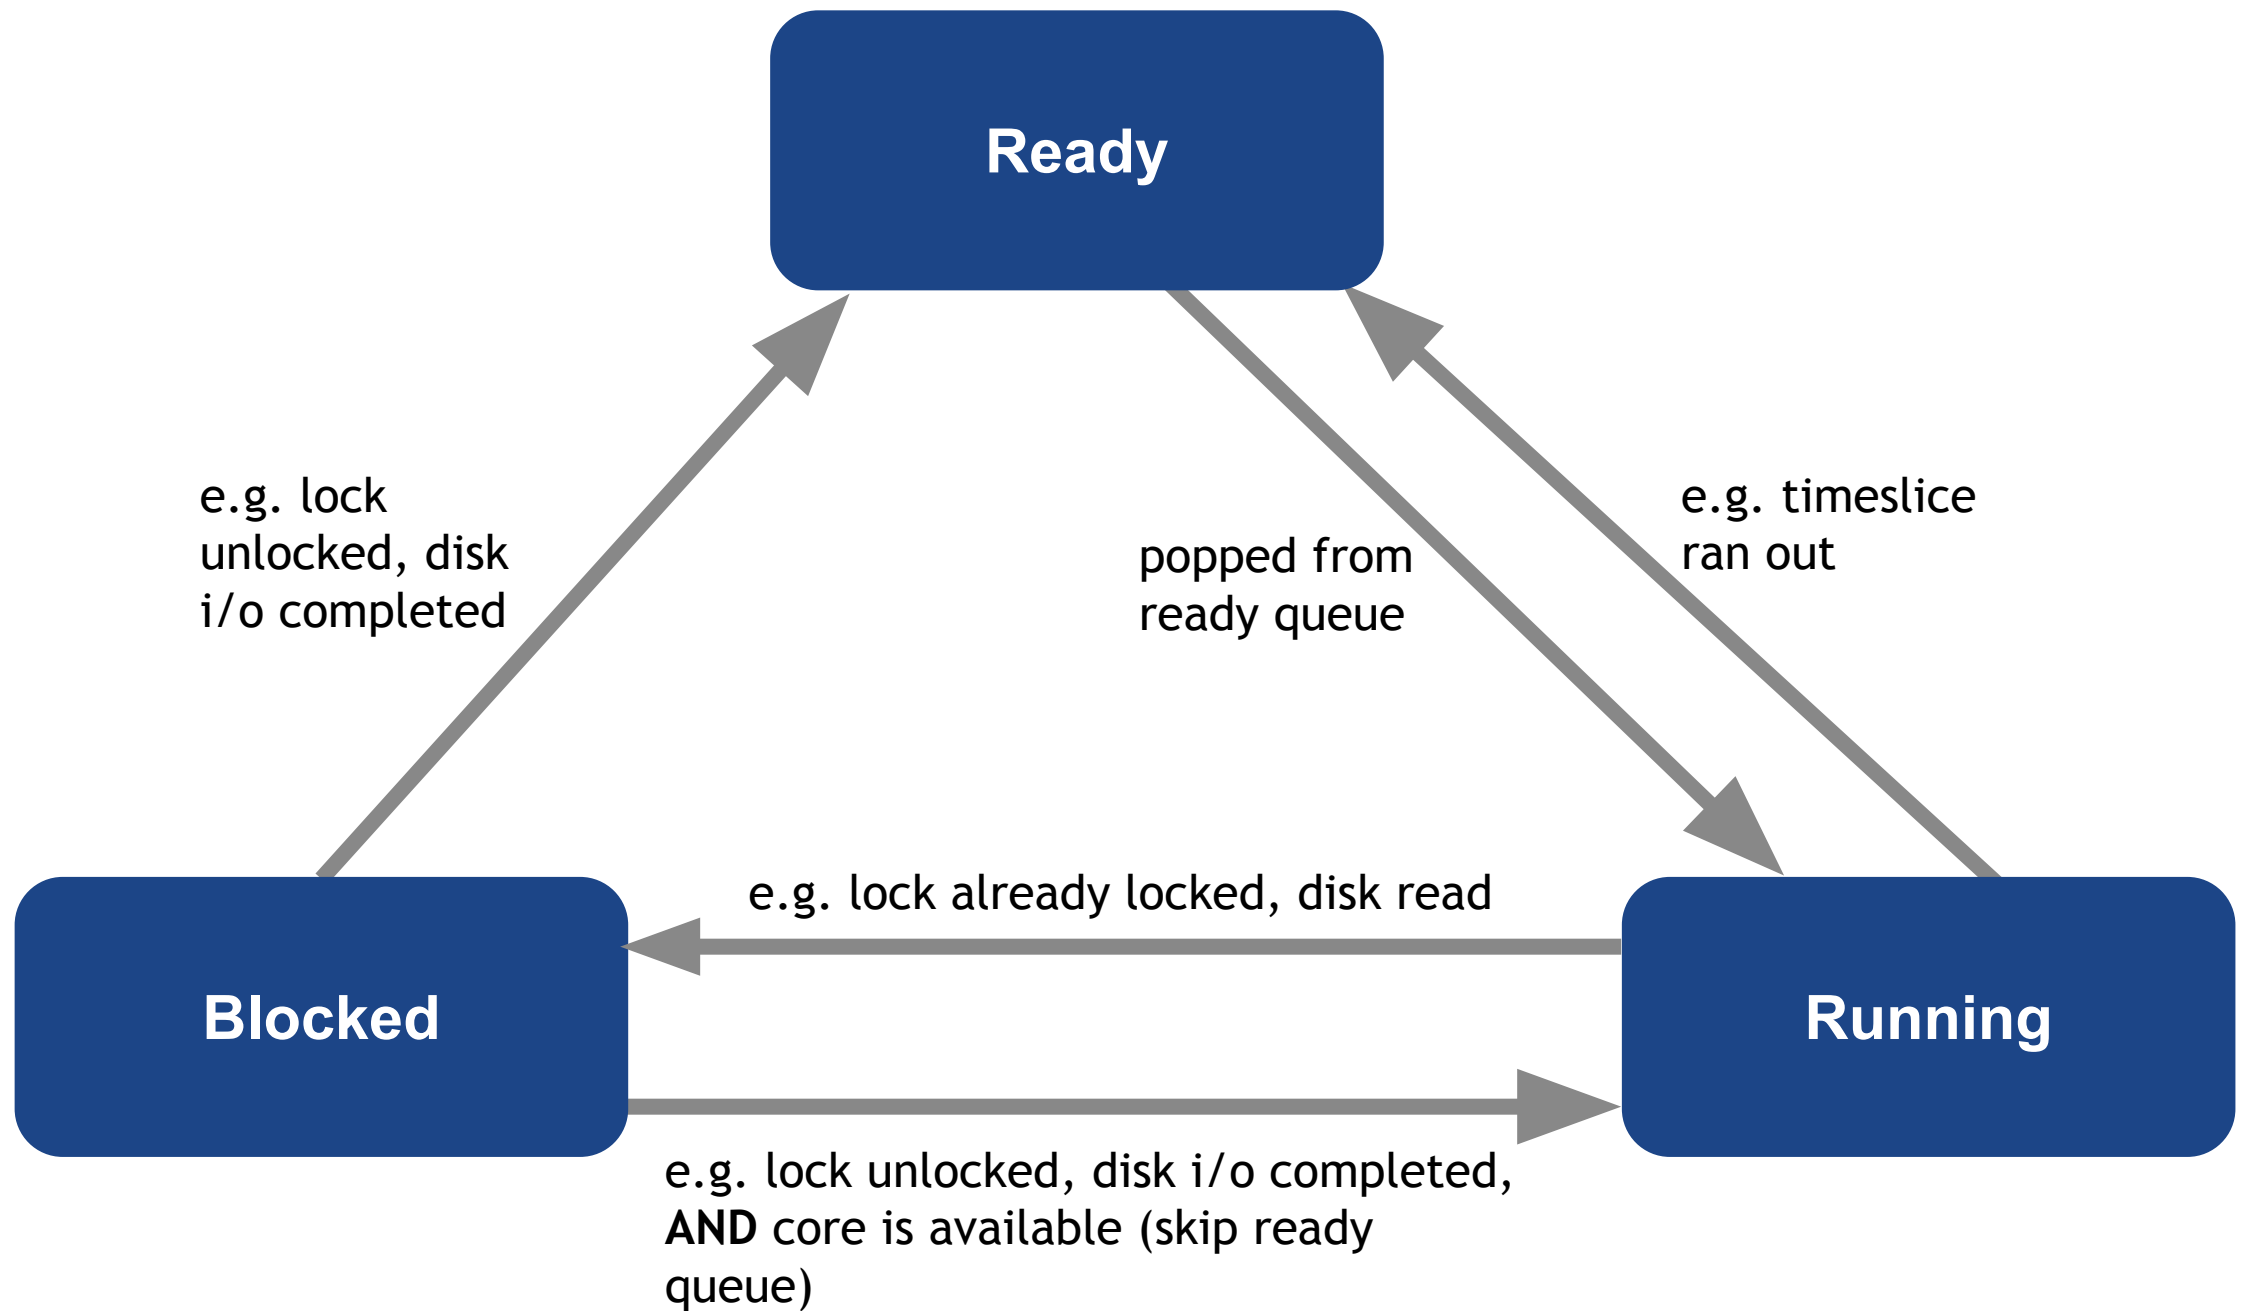 Ready
e.g. lock
unlocked, disk
i/o completed
popped from
ready queue
e.g. timeslice
ran out
e.g. lock already locked, disk read
Blocked
Running
e.g. lock unlocked, disk i/o completed,
AND core is available (skip ready
queue)